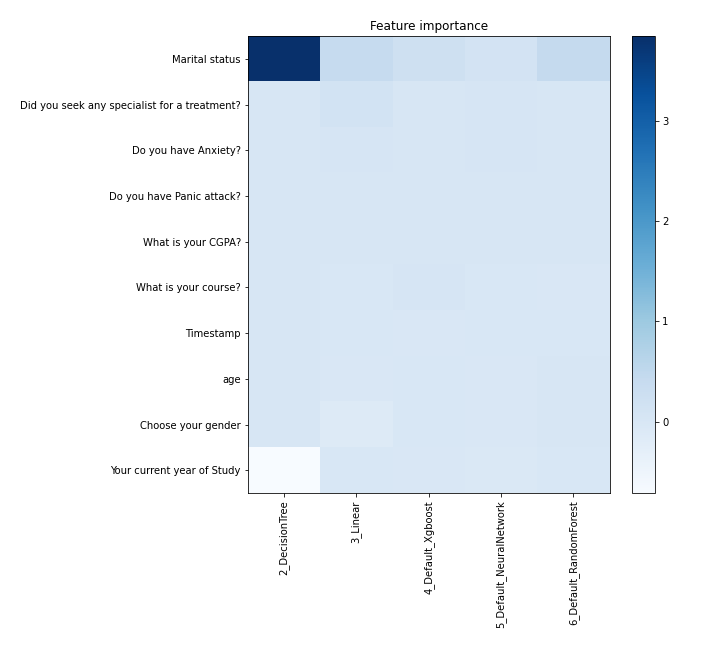 Feature importance
Marital status
Did you seek any specialist for a treatment?
Do you have Anxiety?
Do you have Panic attack?
What is your CGPA?
What is your course?
Timestamp
age
Choose your gender
Your current year of Study
2_DecisionTree
3_Linear
4_Default_Xgboost
5_Default_NeuralNetwork
6_Default_RandomForest
3
2
1
0